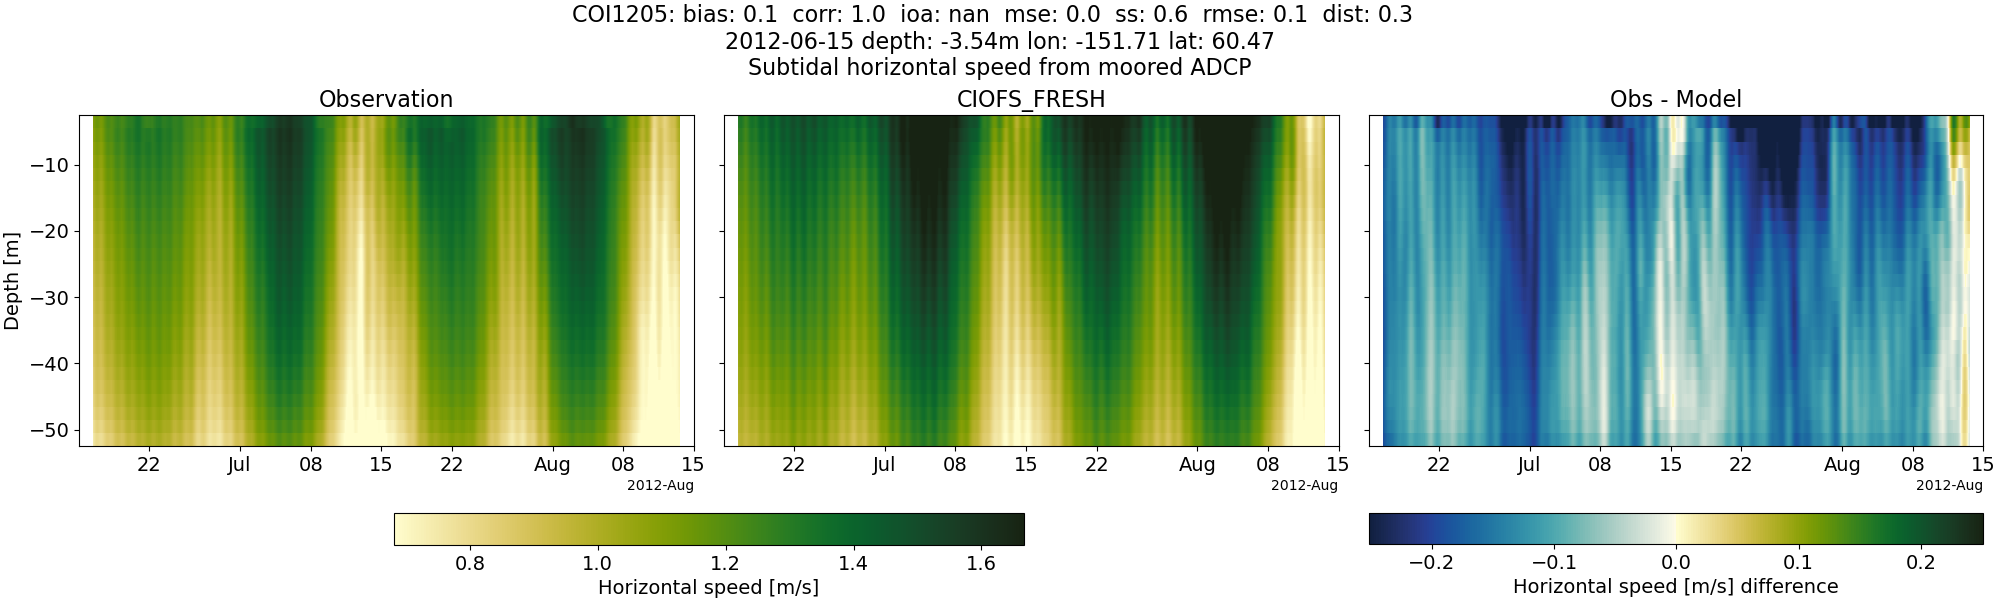 COI1205: bias: 0.1 corr: 1.0 ioa: nan mse: 0.0 ss: 0.6 rmse: 0.1 dist: 0.3
2012-06-15 depth: -3.54m lon: -151.71 lat: 60.47
Subtidal horizontal speed from moored ADCP
Observation
CIOFS_FRESH
Obs - Model
Depth [m]
−10
−20
−30
−40
−50
22 Jul 08 15 22 Aug 08 15
2012-Aug
22 Jul 08 15 22 Aug 08 15
2012-Aug
22 Jul 08 15 22 Aug 08 15
2012-Aug
0.8 1.0 1.2 1.4 1.6
Horizontal speed [m/s]
−0.2 −0.1 0.0 0.1 0.2
Horizontal speed [m/s] difference